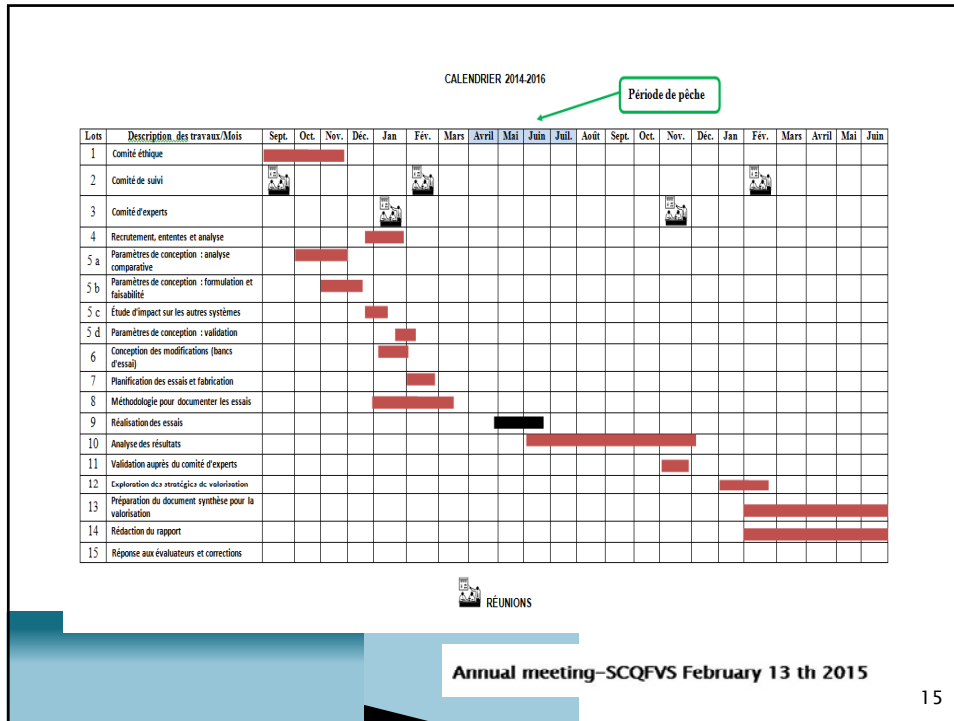 CALENDRIER 2014-2016
Période de pêche
Lots Description des travaux/Mois Sept. Oct. Nov. Déc. Jan Fév. Mars Avril Mai Juin Juil. Août Sept. Oct. Nov. Déc. Jan Fév. Mars Avril Mai Juin
1 Comité éthique
2 Comité de suivi
3 Comité d'experts
4 Recrutement, ententes et analyse
5 a Paramètres de conception : analyse
comparative
5 b Paramètres de conception : formulation et
faisabilité
5 c Étude d'impact sur les autres systèmes
5 d Paramètres de conception : validation
6 Conception des modifications (bancs
d'essai)
7 Planification des essais et fabrication
8 Méthodologie pour documenter les essais
9 Réalisation des essais
10 Analyse des résultats
11 Validation auprès du comité d'experts
12 Exploration des stratégies de valorisation
13 Préparation du document synthèse pour la
valorisation
14 Rédaction du rapport
15 Réponse aux évaluateurs et corrections
RÉUNIONS
Annual meeting-SCQFVS February 13 th 2015
15